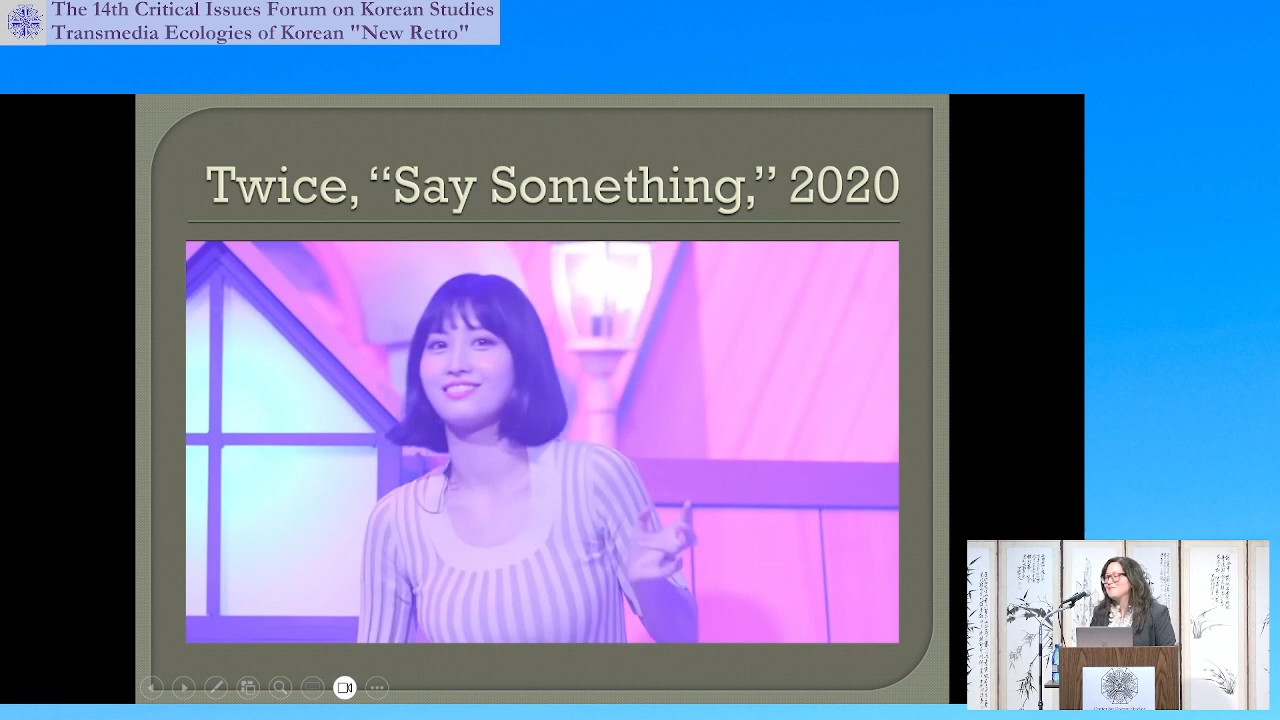 The 14th Critical Issues Forum on Korean Studies
Transmedia Ecologies of Korean "New Retro"
Twice, “Say Something,” 2020